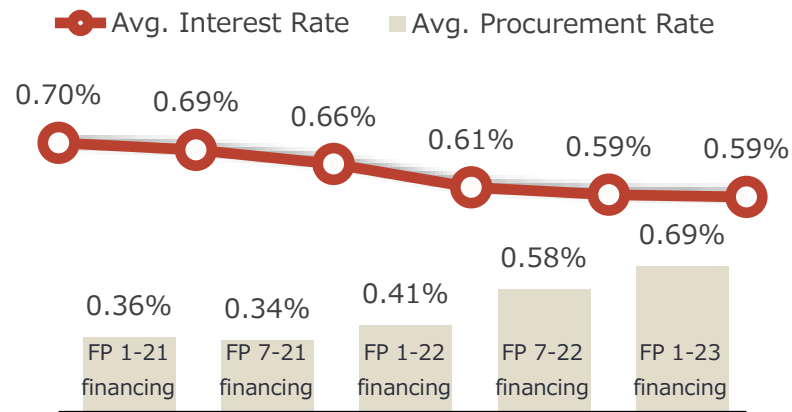 Avg. Interest Rate Avg. Procurement Rate
0.70% 0.69% 0.66% 0.61% 0.59% 0.59%
0.36% 0.34% 0.41% 0.58% 0.69%
FP 1-21 FP 7-21 FP 1-22 FP 7-22 FP 1-23
financing financing financing financing financing